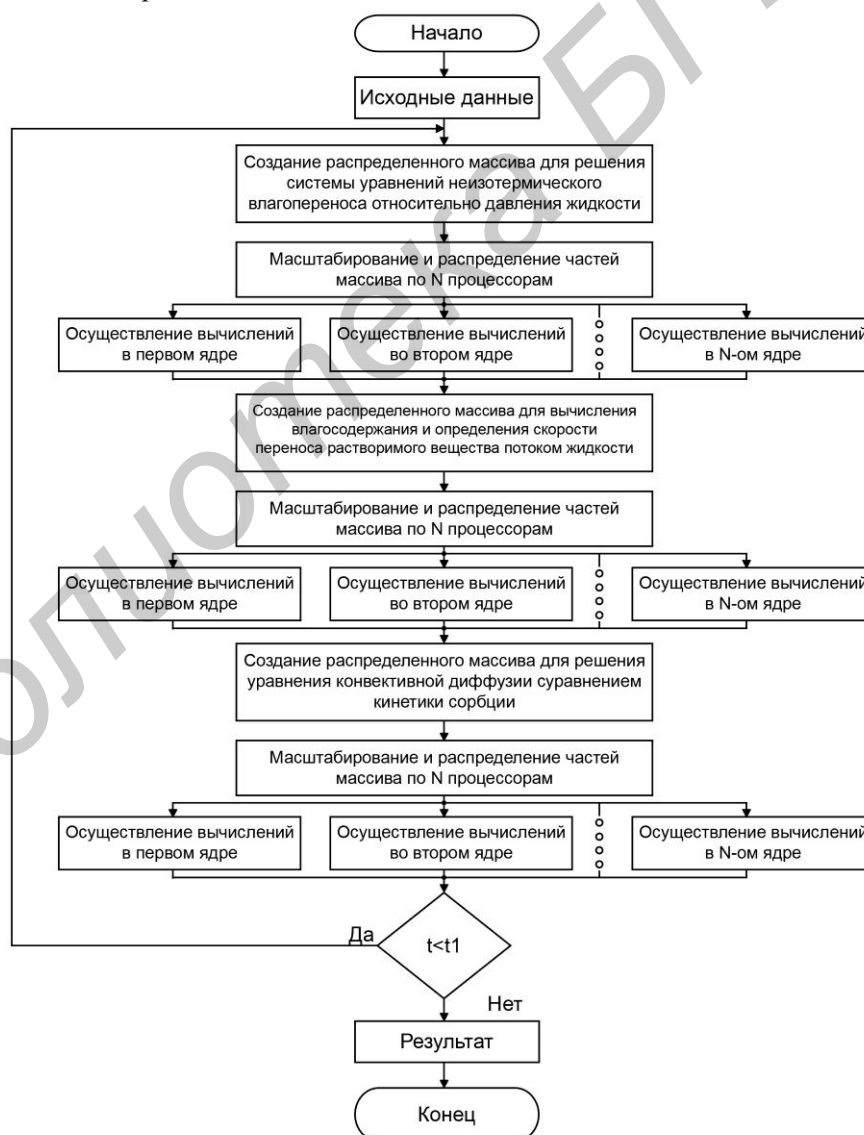 Начало
Исходные данные
Создание распределенного массива для решения
системы уравнений неизотермического
влагопереноса относительно давления жидкости
Масштабирование и распределение частей
массива по N процессорам
Осуществление вычислений
в первом ядре
Осуществление вычислений
во втором ядре
Осуществление вычислений
в N-ом ядре
Создание распределенного массива для вычисления
влагосодержания и определения скорости
переноса растворимого вещества потоком жидкости
Масштабирование и распределение частей
массива по N процессорам
Осуществление вычислений
в первом ядре
Осуществление вычислений
во втором ядре
Осуществление вычислений
в N-ом ядре
Создание распределенного массива для решения
уравнения конвективной диффузии суравнением
кинетики сорбции
Масштабирование и распределение частей
массива по N процессорам
Осуществление вычислений
в первом ядре
Осуществление вычислений
во втором ядре
Осуществление вычислений
в N-ом ядре
Да
t<t1
Нет
Результат
Конец